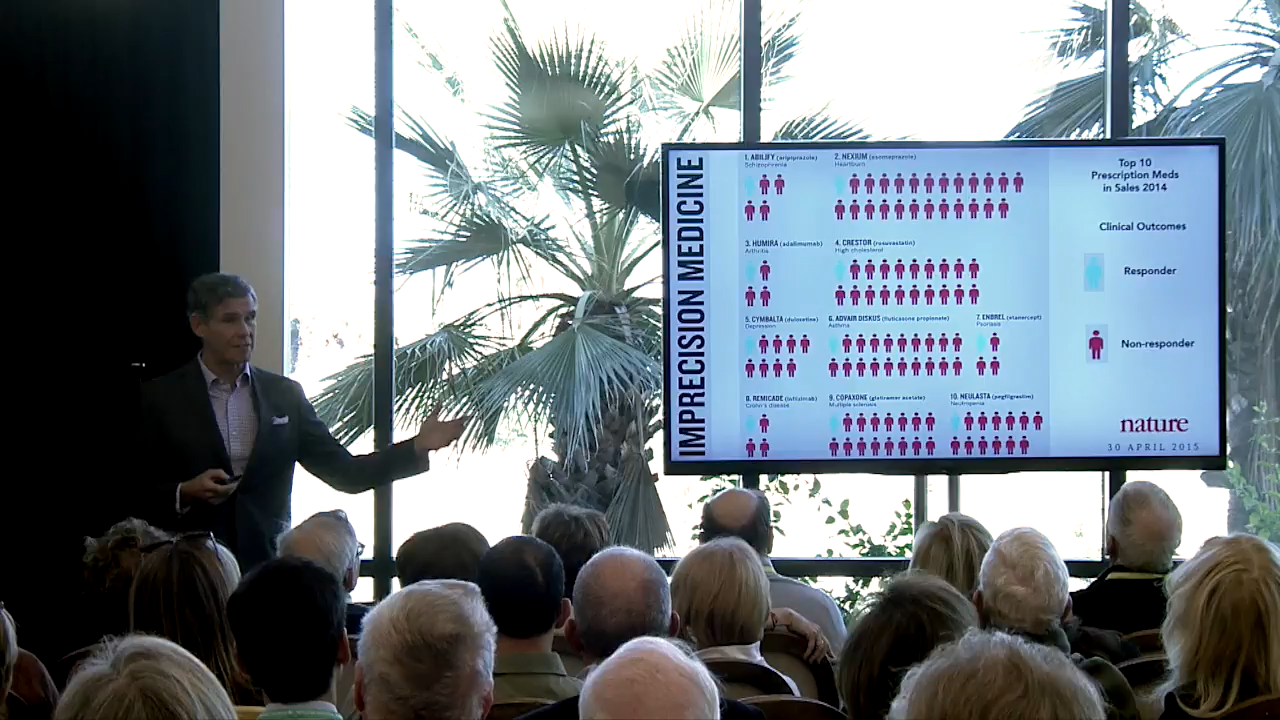 IMPRECISION MEDICINE
1. ABILIFY (aripiprazole)
Schizophrenia
2. NEXIUM (esomeprazole)
Heartburn
3. HUMIRA (adalimumab)
Arthritis
4. CRESTOR (rosuvastatin)
High cholesterol
5. CYMBALTA (duloxetine)
Depression
6. ADVAIR DISKUS (fluticasone propionate)
Asthma
7. ENBREL (etanercept)
Psoriasis
8. REMICADE (infliximab)
Crohn's disease
9. COPAXONE (glatiramer acetate)
Multiple sclerosis
10. NEULASTA (pegfilgrastim)
Neutropenia
Top 10
Prescription Meds
in Sales 2014
Clinical Outcomes
Responder
Non-responder
nature
30 APRIL 2015